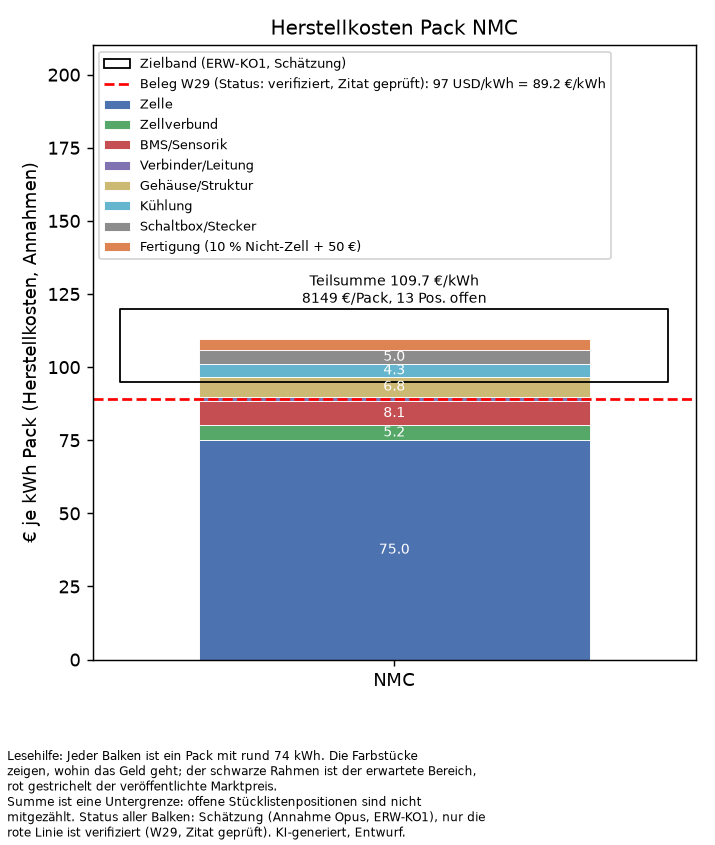 Herstellkosten Pack NMC
€ je kWh Pack (Herstellkosten, Annahmen)
200
175
150
125
100
75
50
25
0
Zielband (ERW-KO1, Schätzung)
Beleg W29 (Status: verifiziert, Zitat geprüft): 97 USD/kWh = 89.2 €/kWh
Zelle
Zellverbund
BMS/Sensorik
Verbinder/Leitung
Gehäuse/Struktur
Kühlung
Schaltbox/Stecker
Fertigung (10 % Nicht-Zell + 50 €)
Teilsumme 109.7 €/kWh
8149 €/Pack, 13 Pos. offen
5.0
4.3
6.8
8.1
5.2
75.0
NMC
Lesehilfe: Jeder Balken ist ein Pack mit rund 74 kWh. Die Farbstücke
zeigen, wohin das Geld geht; der schwarze Rahmen ist der erwartete Bereich,
rot gestrichelt der veröffentlichte Marktpreis.
Summe ist eine Untergrenze: offene Stücklistenpositionen sind nicht
mitgezählt. Status aller Balken: Schätzung (Annahme Opus, ERW-KO1), nur die
rote Linie ist verifiziert (W29, Zitat geprüft). KI-generiert, Entwurf.